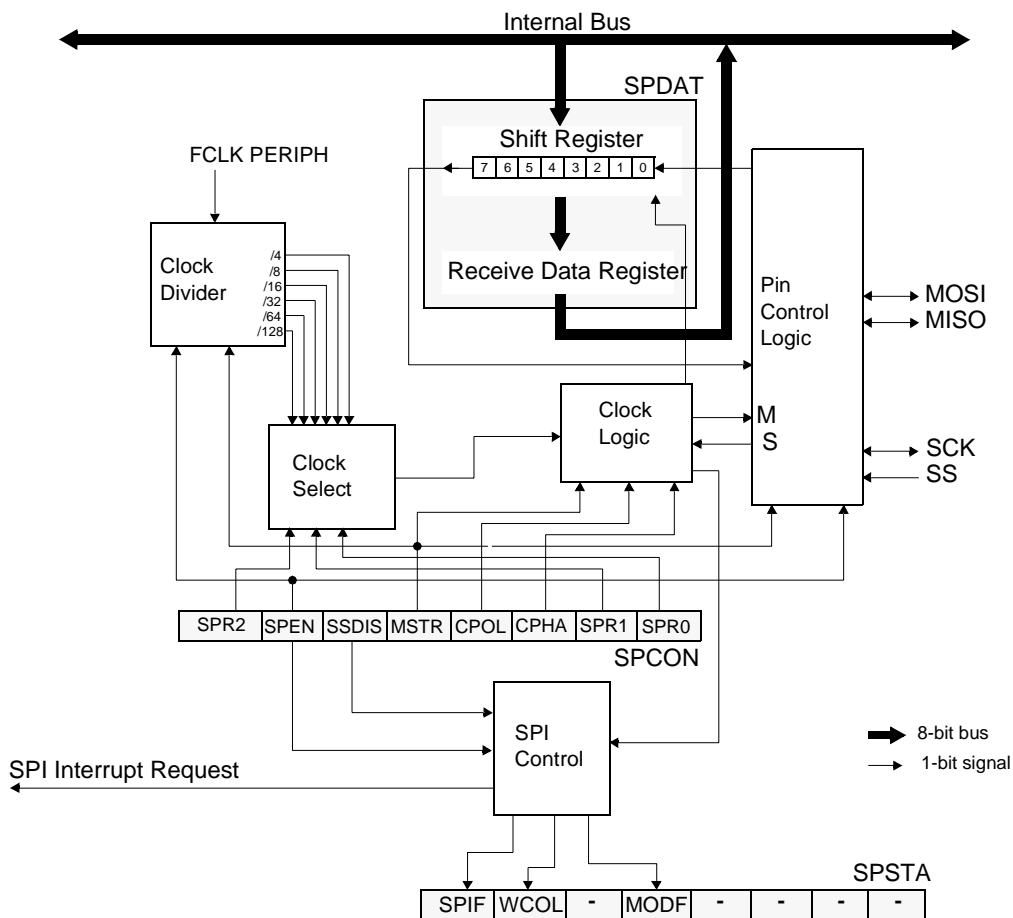 Internal Bus
SPDAT
Shift Register
7 6 5 4 3 2 1 0
FCLK PERIPH
Clock
Divider
/4
/8
/16
/32
/64
/128
Receive Data Register
Pin
Control
Logic
MOSI
MISO
Clock
Logic
M
S
SCK
SS
Clock
Select
SPR2 SPEN SSDIS MSTR CPOL CPHA SPR1 SPR0
SPCON
SPI
Control
8-bit bus
1-bit signal
SPI Interrupt Request
SPSTA
SPIF WCOL - MODF - - - -